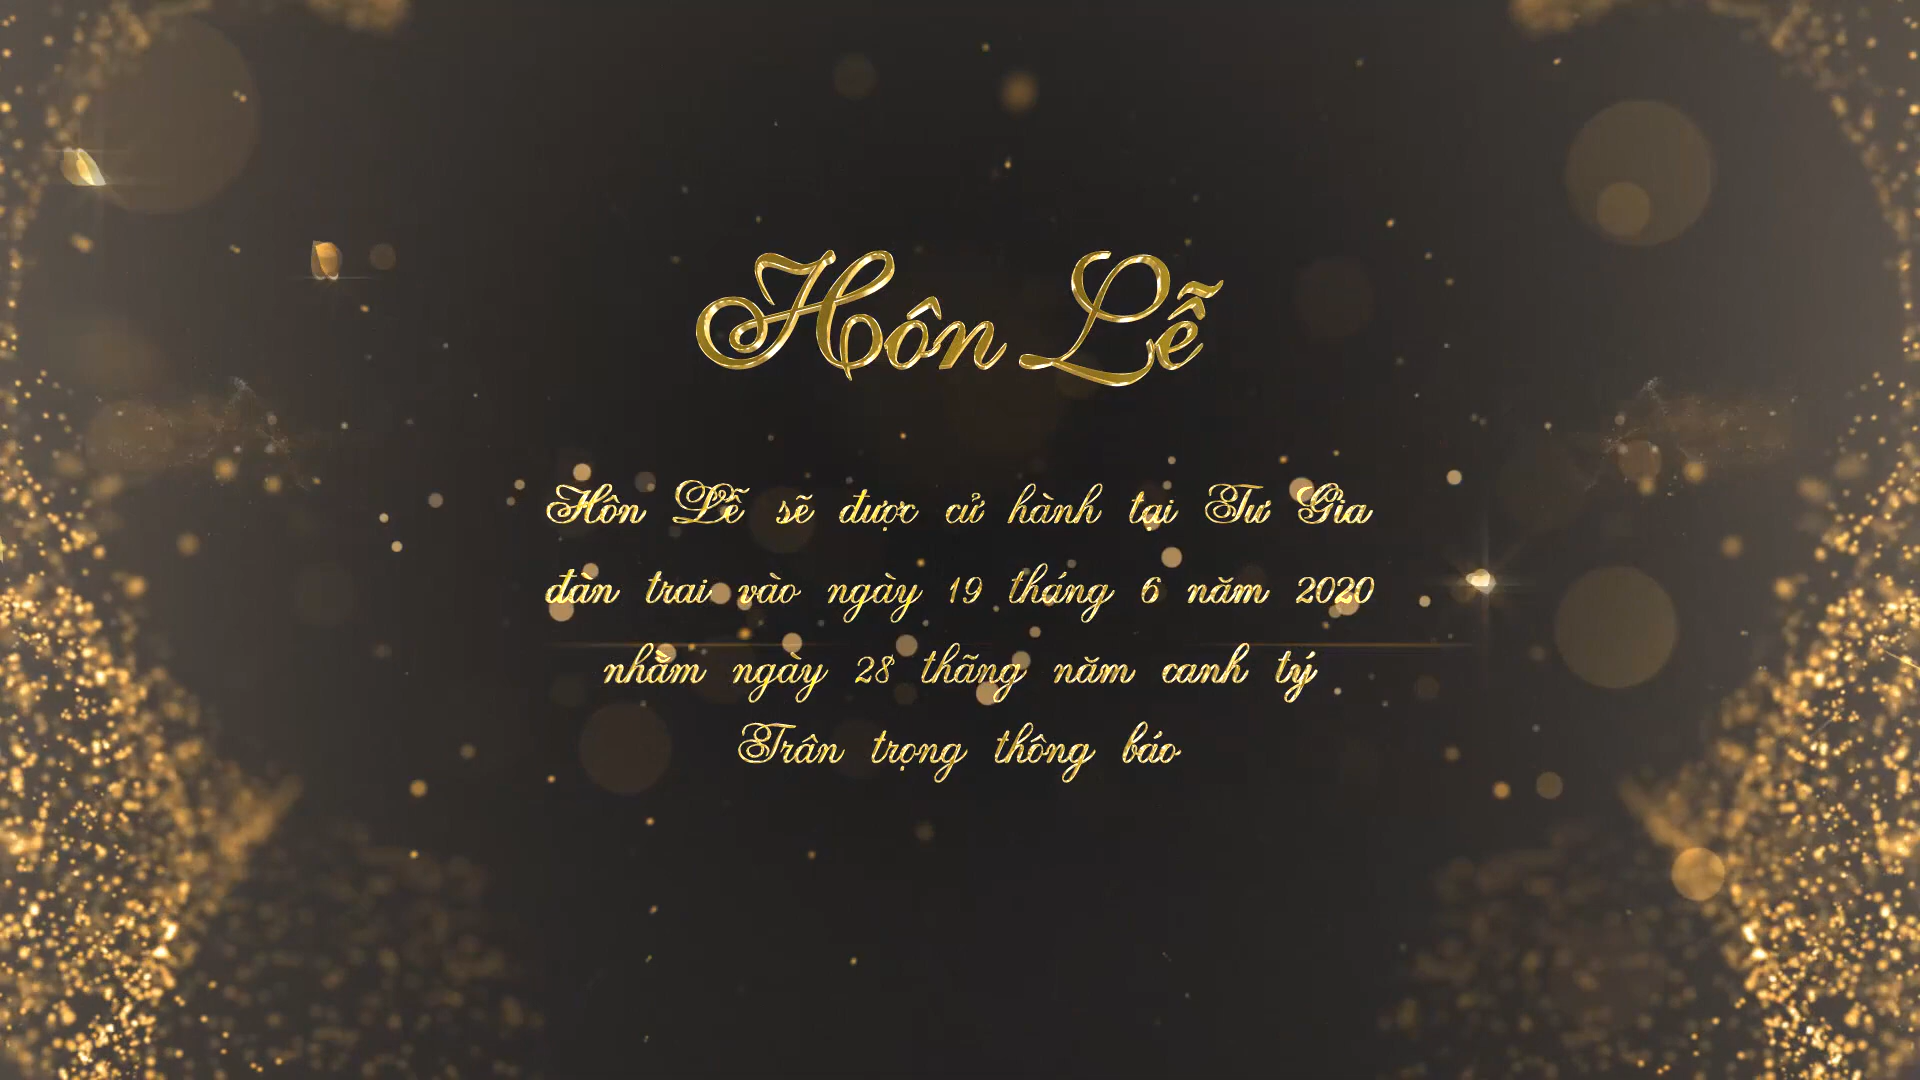 Hôn Lễ
Hôn Lễ sẽ được cử hành tại Tư Gia
đàn trai vào ngày 19 tháng 6 năm 2020
nhằm ngày 28 thãng năm canh tý
Trân trọng thông báo